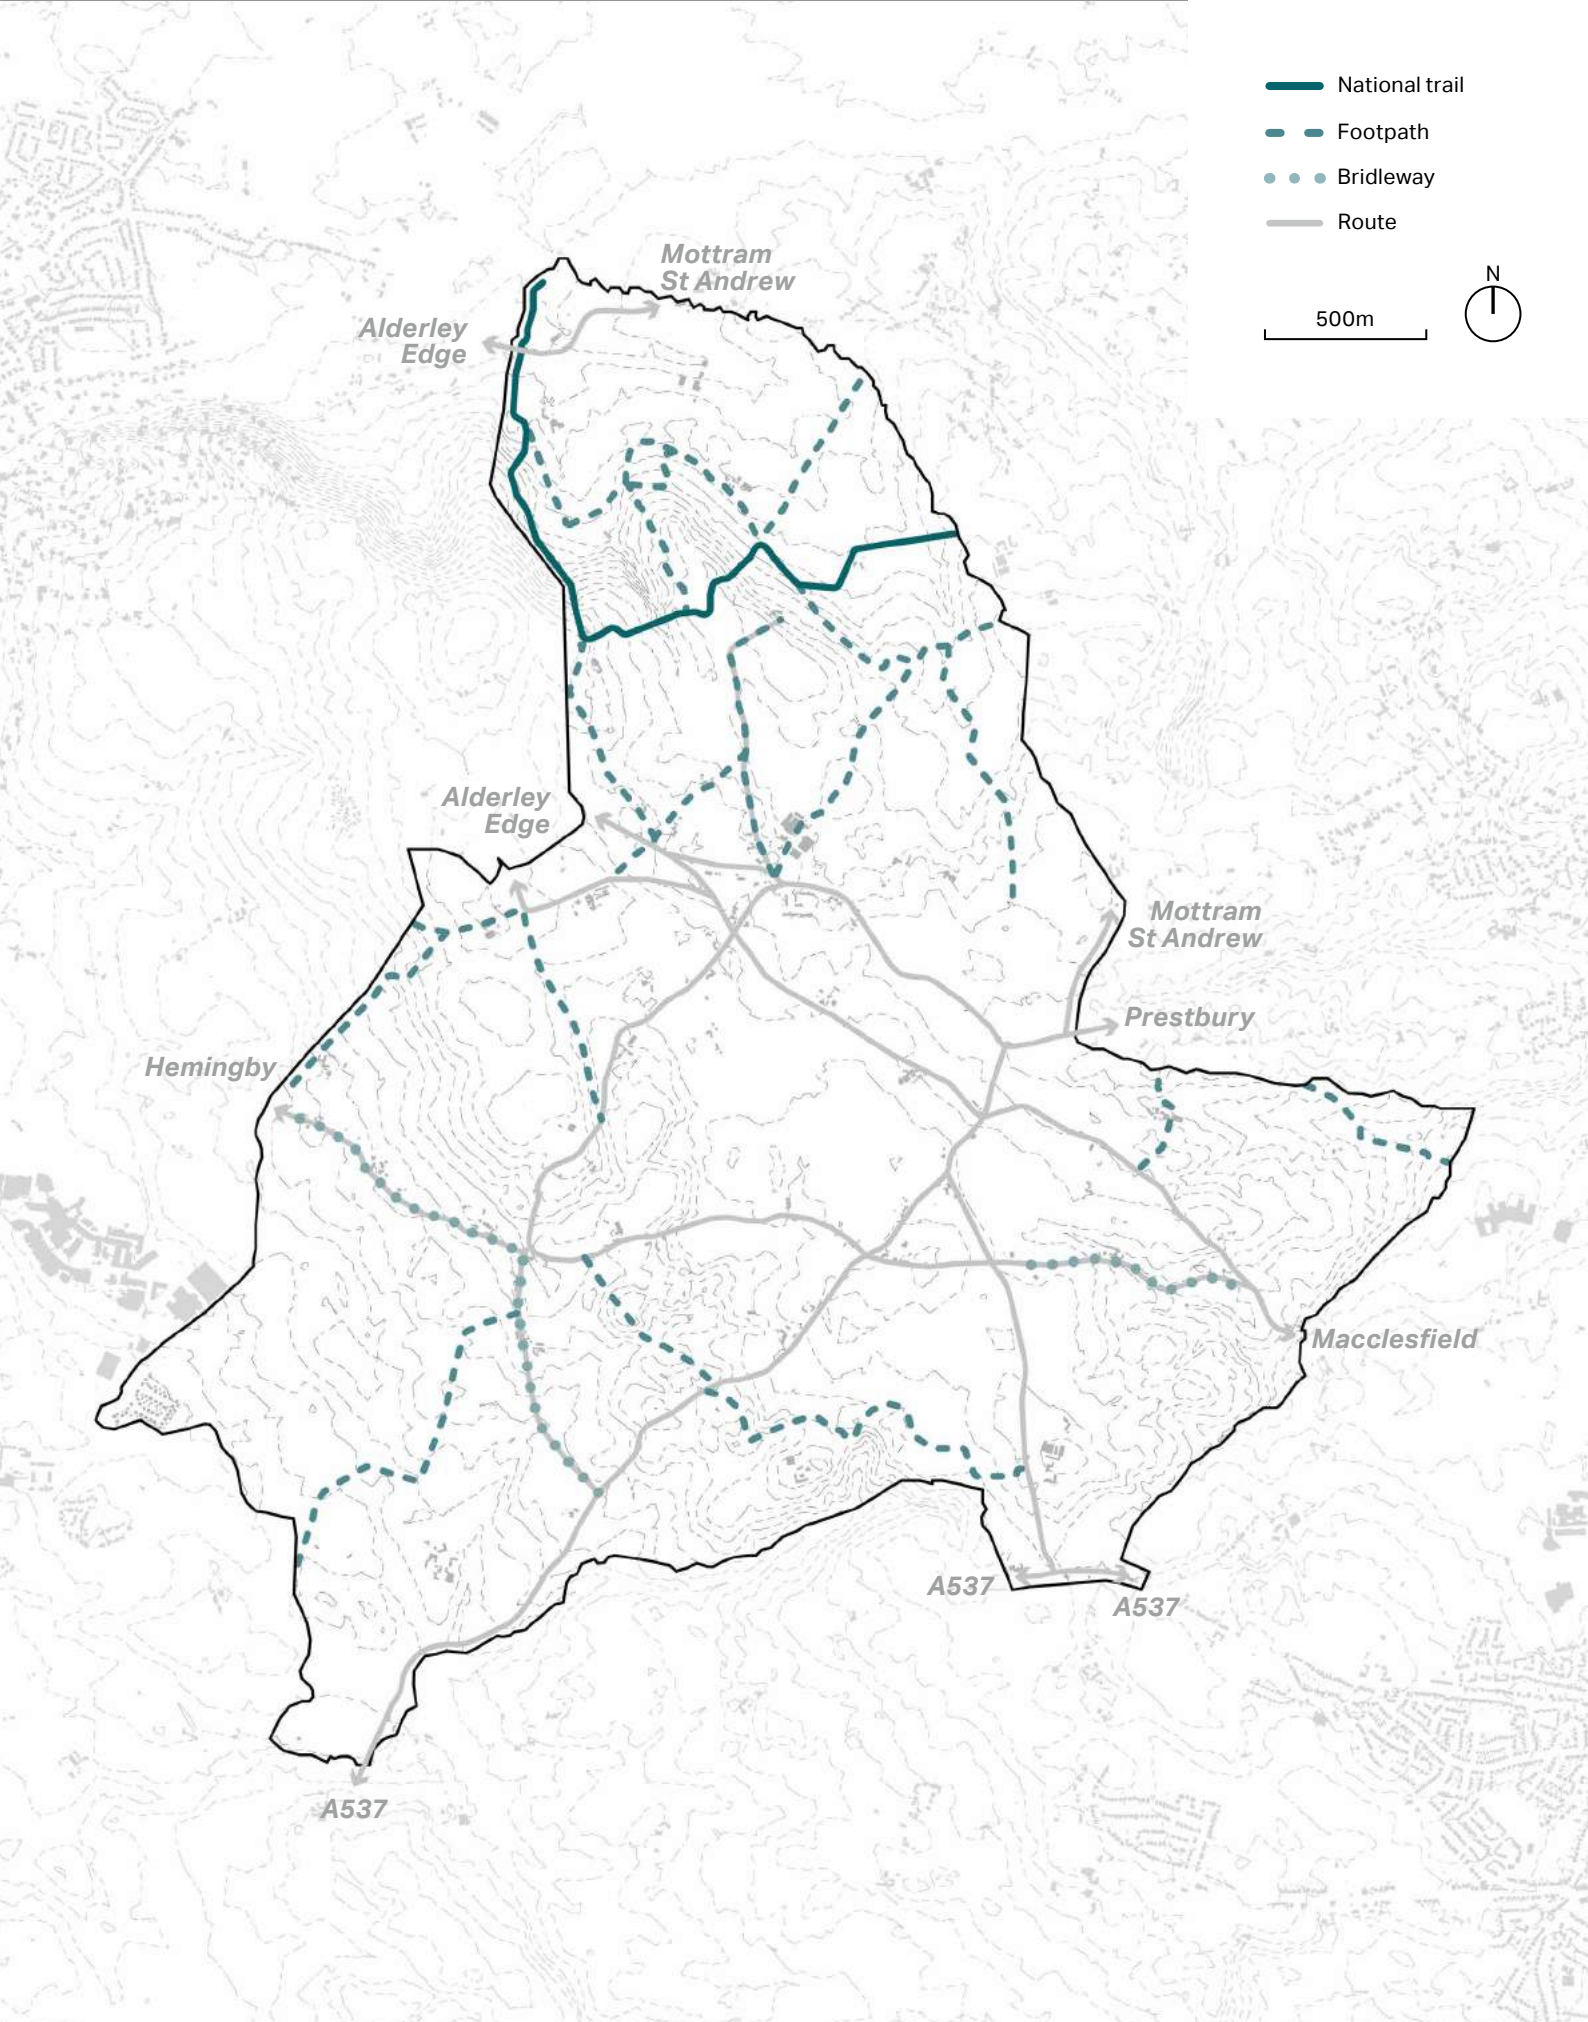 National trail
Footpath
Bridleway
Route
N
500m
Mottram
St Andrew
Alderley
Edge
Alderley
Edge
Mottram
St Andrew
Prestbury
Hemingby
Macclesfield
A537
A537
A537